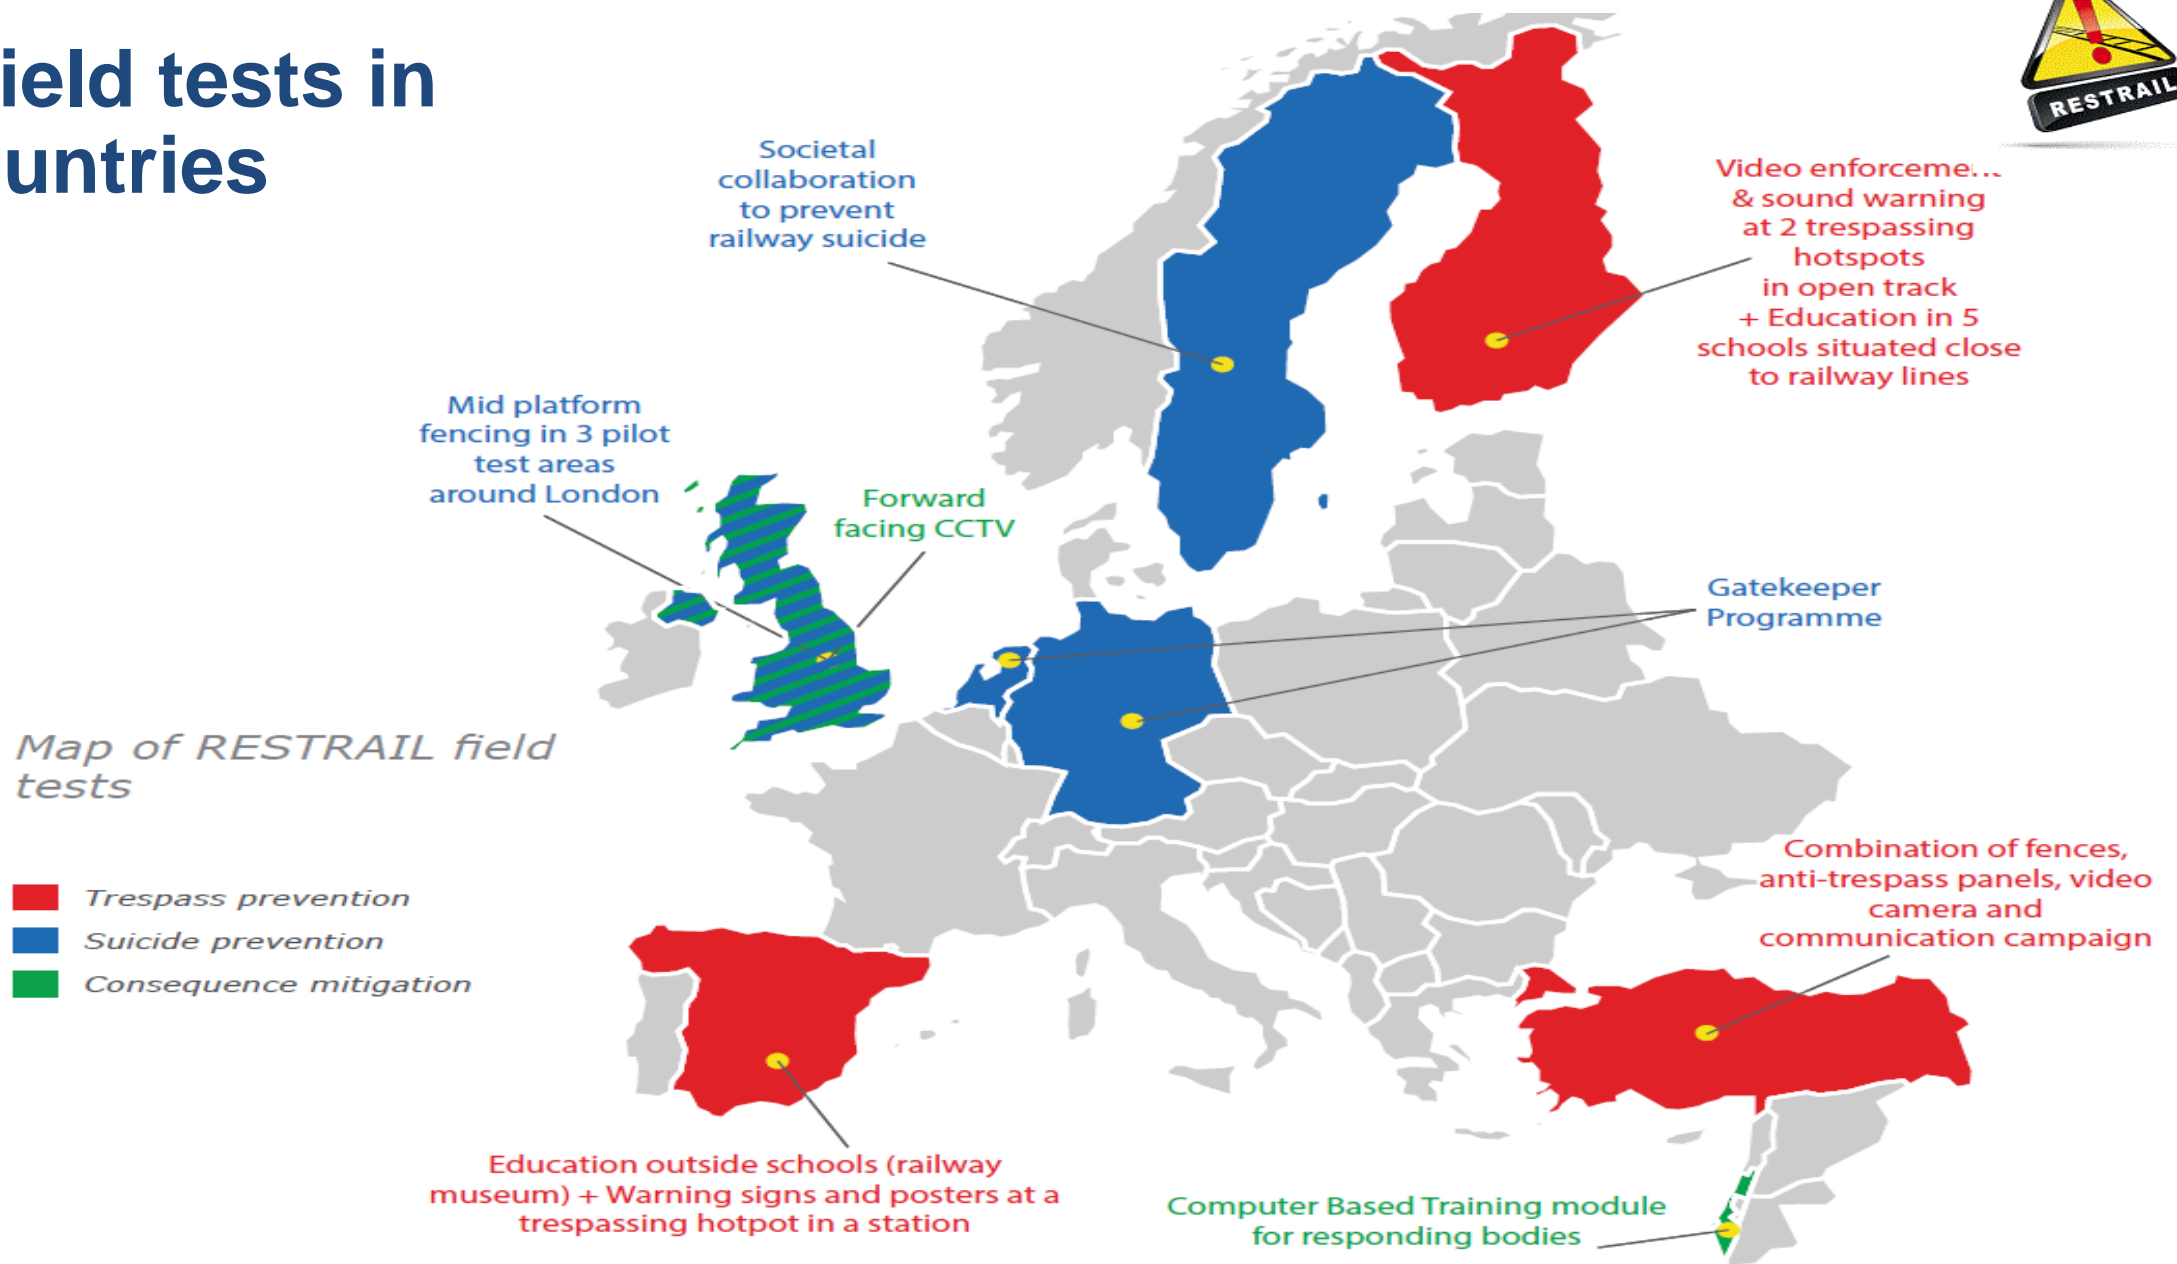 ield tests in
untries
RESTRAIL
Societal
collaboration
to prevent
railway suicide
Video enforceme
& sound warning
at 2 trespassing
hotspots
in open track
+ Education in 5
schools situated close
to railway lines
Mid platform
fencing in 3 pilot
test areas
around London
Forward
facing CCTV
Gatekeeper
Programme
Map of RESTRAIL field
tests
Trespass prevention
Suicide prevention
Consequence mitigation
Combination of fences,
anti-trespass panels, video
camera and
communication campaign
Education outside schools (railway
museum) + Warning signs and posters at a
trespassing hotpot in a station
Computer Based Training module
for responding bodies